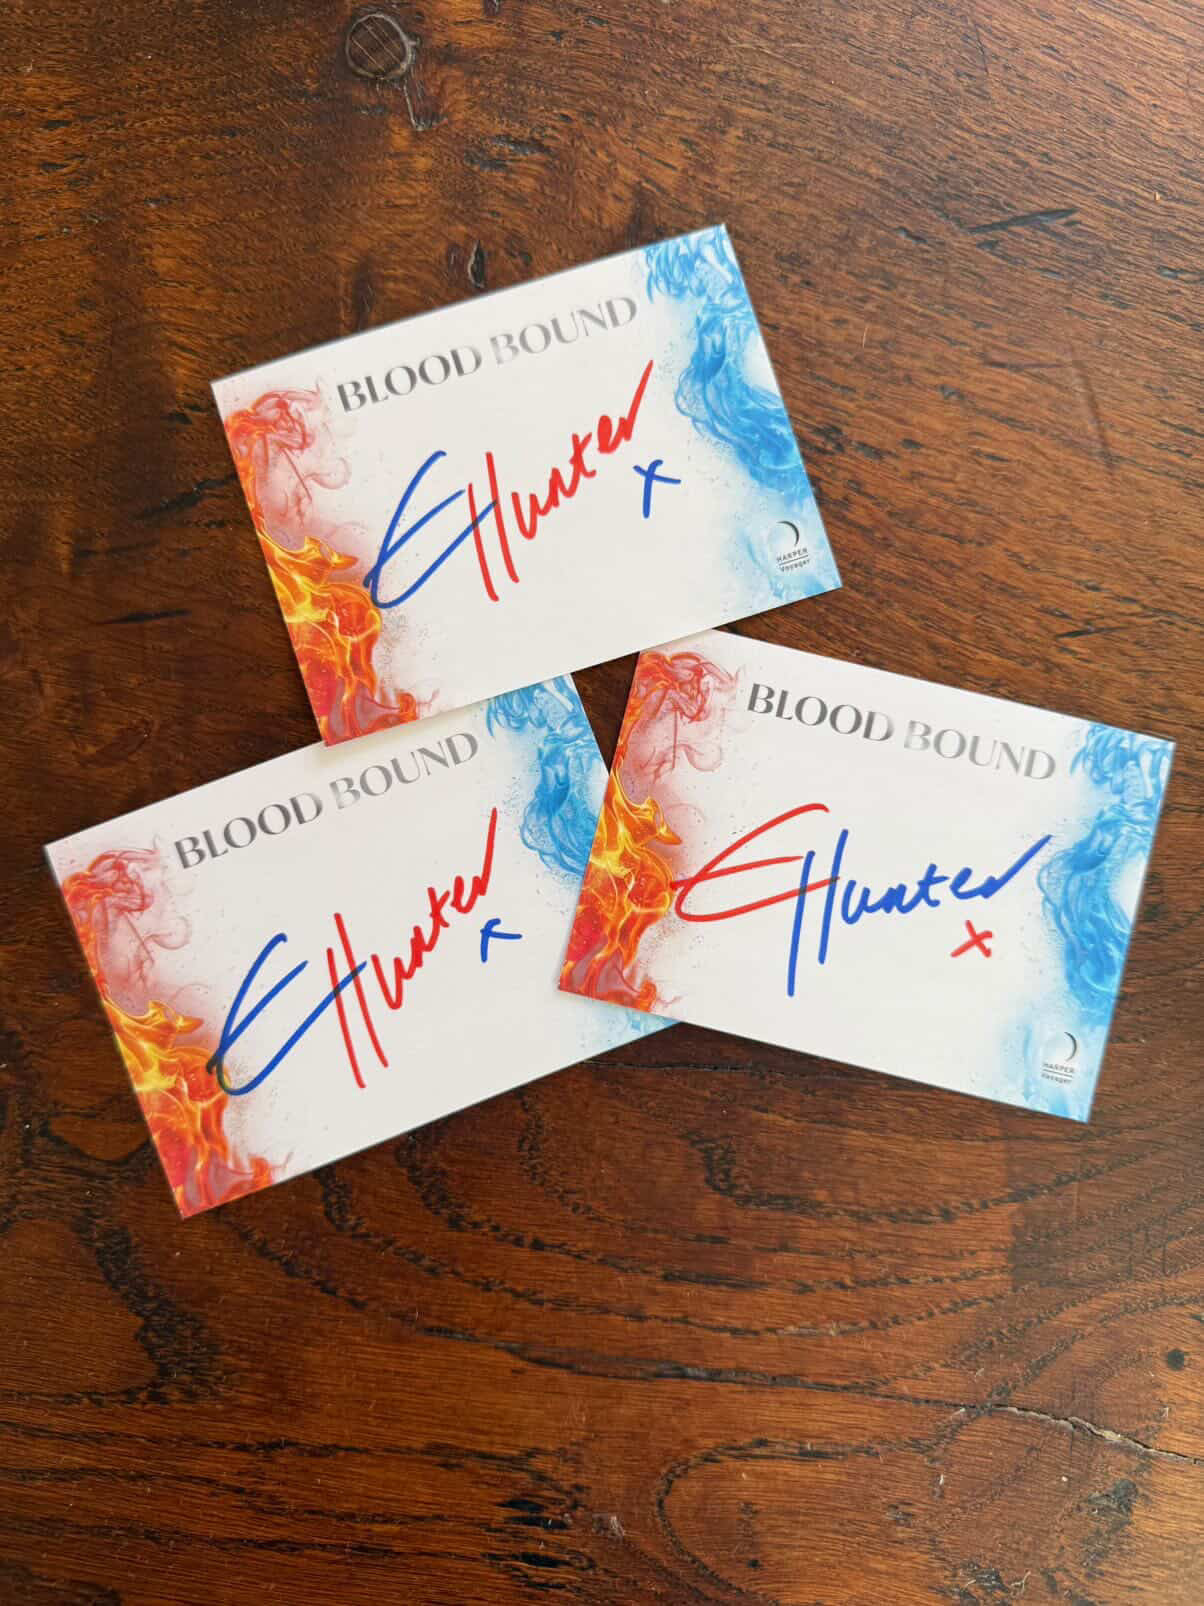 BLOOD BOUND
EHunter
x
HARPER
Voyager
BLOOD BOUND
EHunter
x
BLOOD BOUND
EHunter
x
HARPER
Voyager